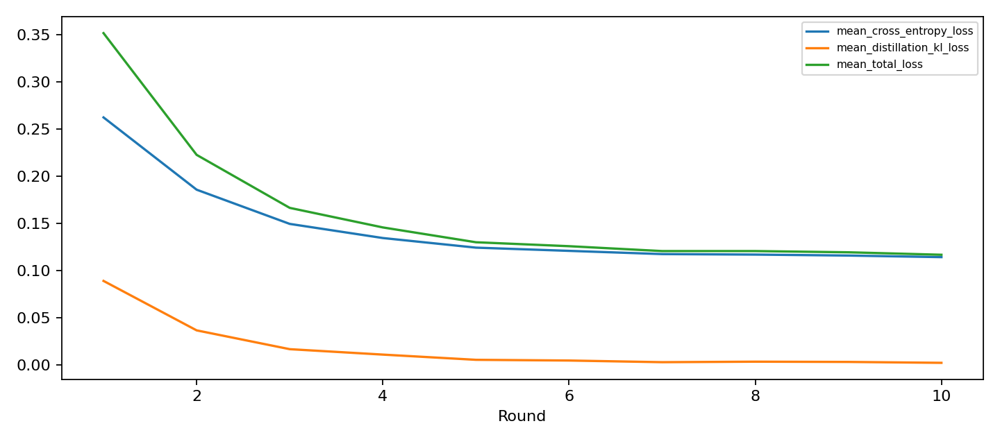 mean_cross_entropy_loss
mean_distillation_kl_loss
mean_total_loss
0.35
0.30
0.25
0.20
0.15
0.10
0.05
0.00
2 4 6 8 10
Round